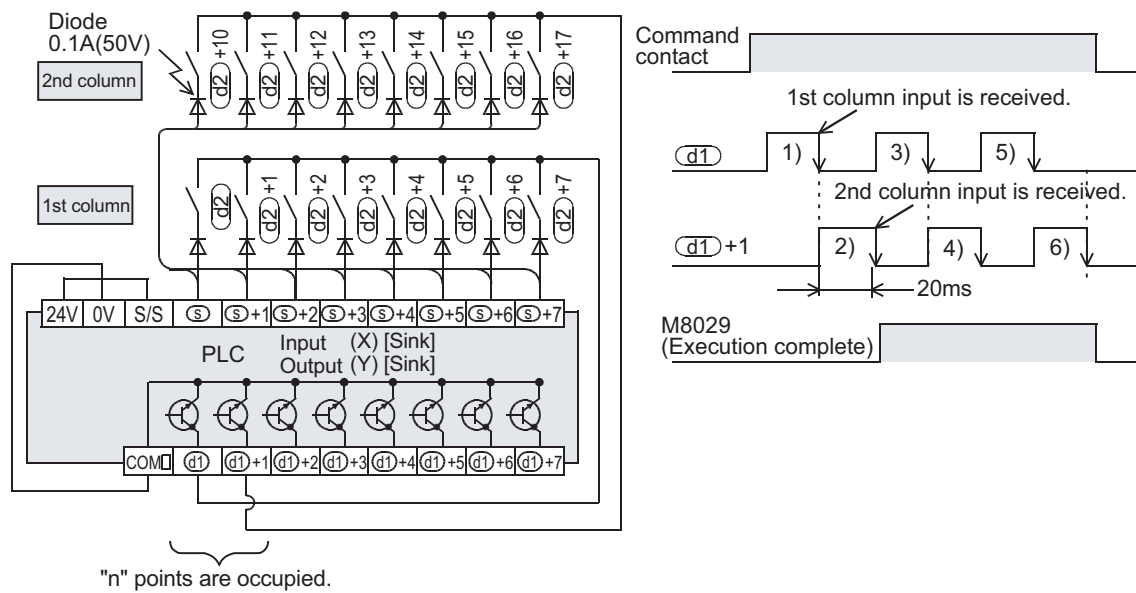 Diode
0.1A(50V)
2nd column
d2 +10
d2 +11
d2 +12
d2 +13
d2 +14
d2 +15
d2 +16
d2 +17
1st column
d2
d2 +1
d2 +2
d2 +3
d2 +4
d2 +5
d2 +6
d2 +7
24V 0V S/S s s+1 s+2 s+3 s+4 s+5 s+6 s+7
PLC
Input (X) [Sink]
Output (Y) [Sink]
COM□ d1 d1+1 d1+2 d1+3 d1+4 d1+5 d1+6 d1+7
"n" points are occupied.
Command
contact
1st column input is received.
d1
1) 3) 5)
2nd column input is received.
d1 +1
2) 4) 6)
20ms
M8029
(Execution complete)